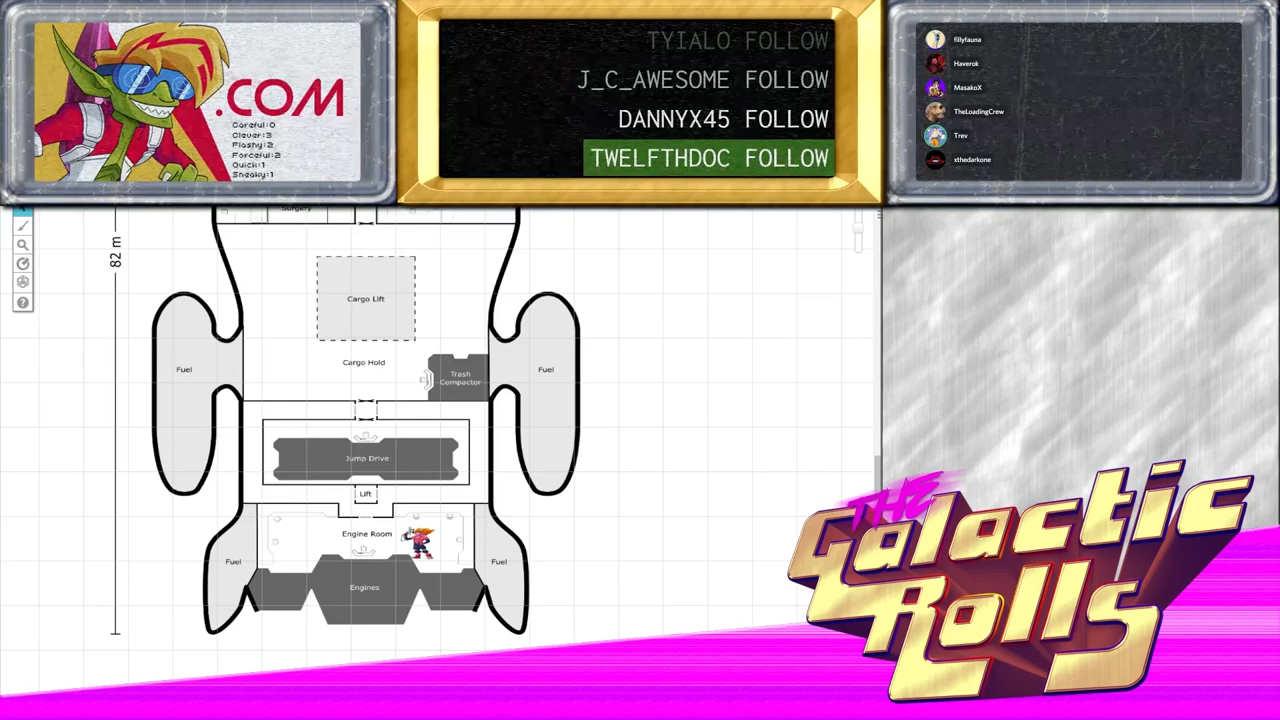 .COM
Careful:0
Clever:3
Flashy:2
Forceful:2
Quick:1
Sneaky:1
TYIALO FOLLOW
J_C_AWESOME FOLLOW
DANNYX45 FOLLOW
TWELFTHDOC FOLLOW
fillyfauna
Haverok
MasakoX
TheLoadingCrew
Trev
xthedarkone
Surgery
82 m
Cargo Lift
Cargo Hold
Fuel
Fuel
Trash
Compactor
Jump Drive
Lift
Engine Room
Fuel
Fuel
Engines
THE
Galactic
Rolls